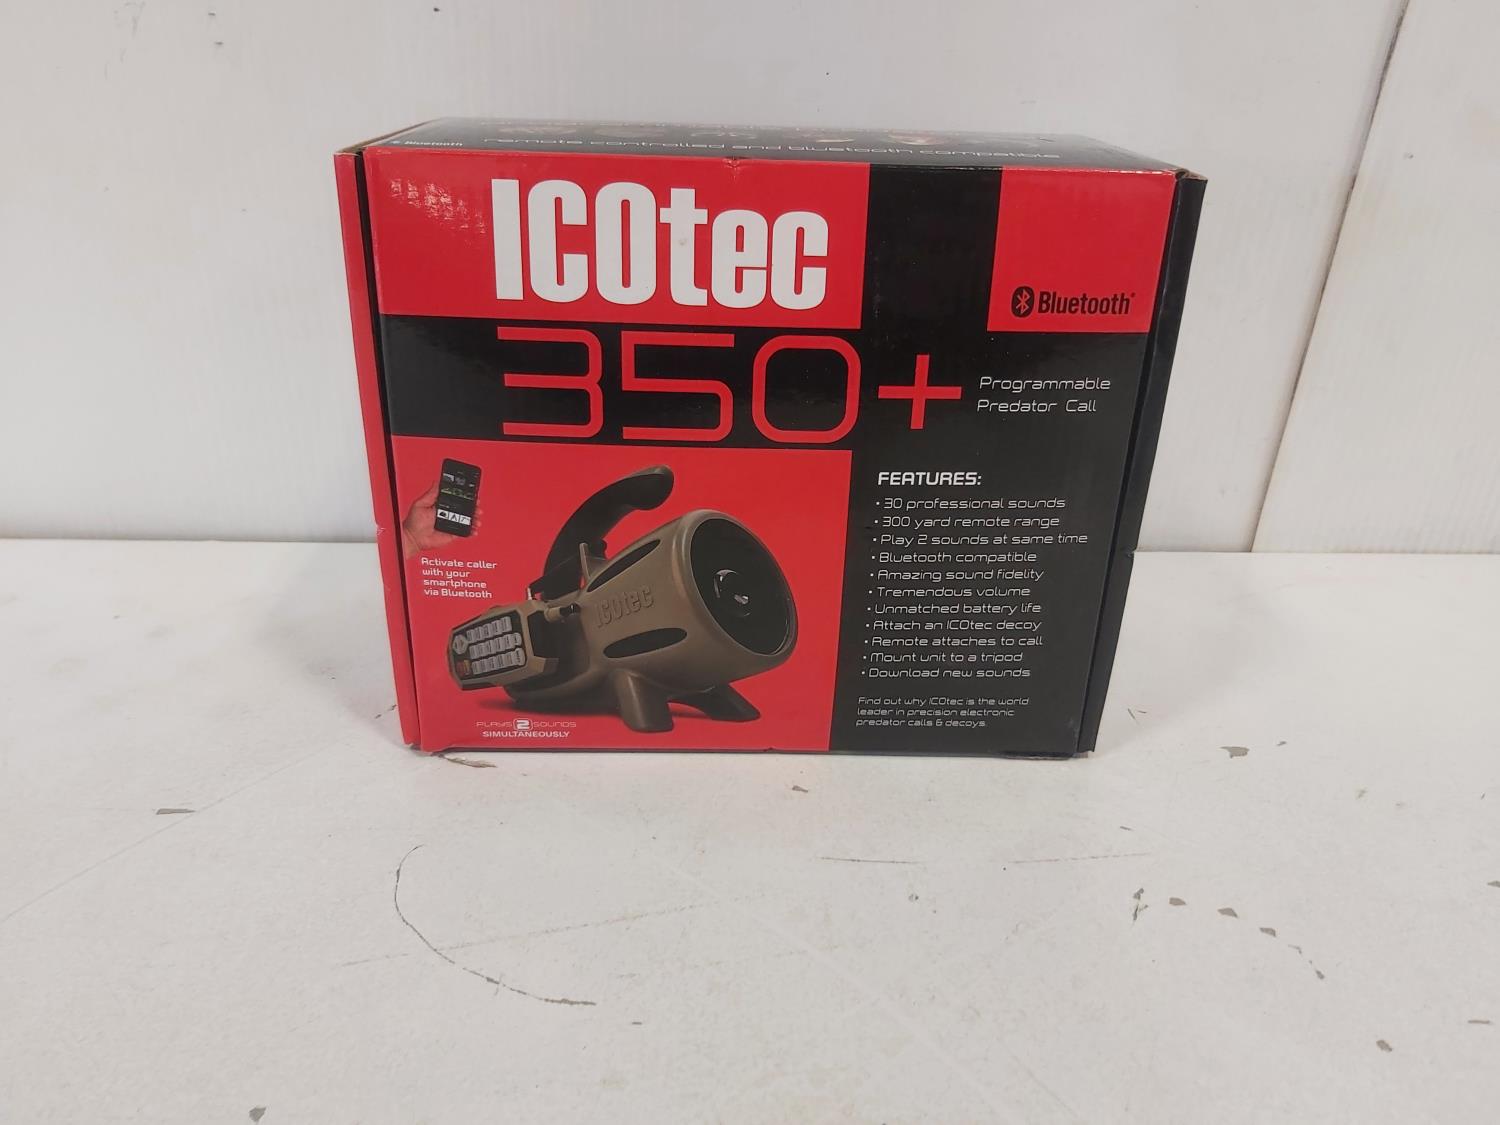 Bluetooth
remote controlled and bluetooth compatible
ICOtec
Bluetooth
350+
Programmable
Predator Call
FEATURES:
• 30 professional sounds
• 300 yard remote range
• Play 2 sounds at same time
• Bluetooth compatible
• Amazing sound fidelity
• Tremendous volume
• Unmatched battery life
• Attach an ICOtec decoy
• Remote attaches to call
• Mount unit to a tripod
• Download new sounds
Find out why ICOtec is the world
leader in precision electronic
predator calls & decoys.
Activate caller
with your
smartphone
via Bluetooth
ICOtec
PLAYS 2 SOUNDS
SIMULTANEOUSLY